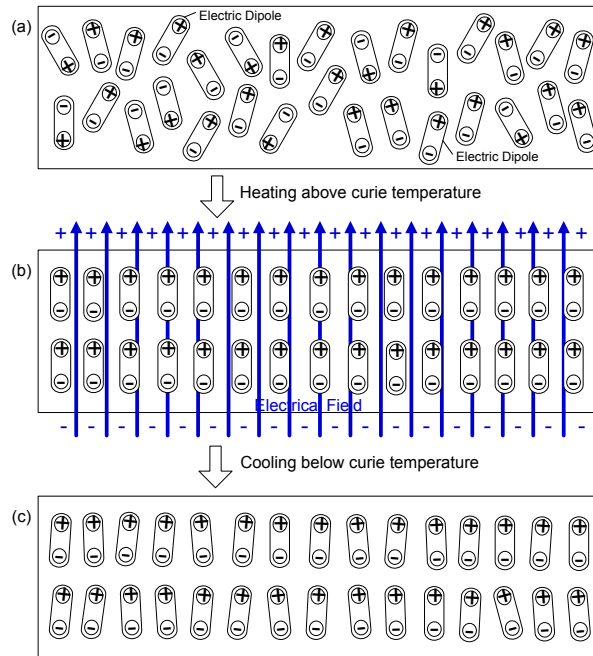 (a)
Electric Dipole
Electric Dipole
Heating above curie temperature
+ + + + + + + + + + + + + + + + + +
(b)
Electrical Field
- - - - - - - - - - - - - - - - - -
Cooling below curie temperature
(c)